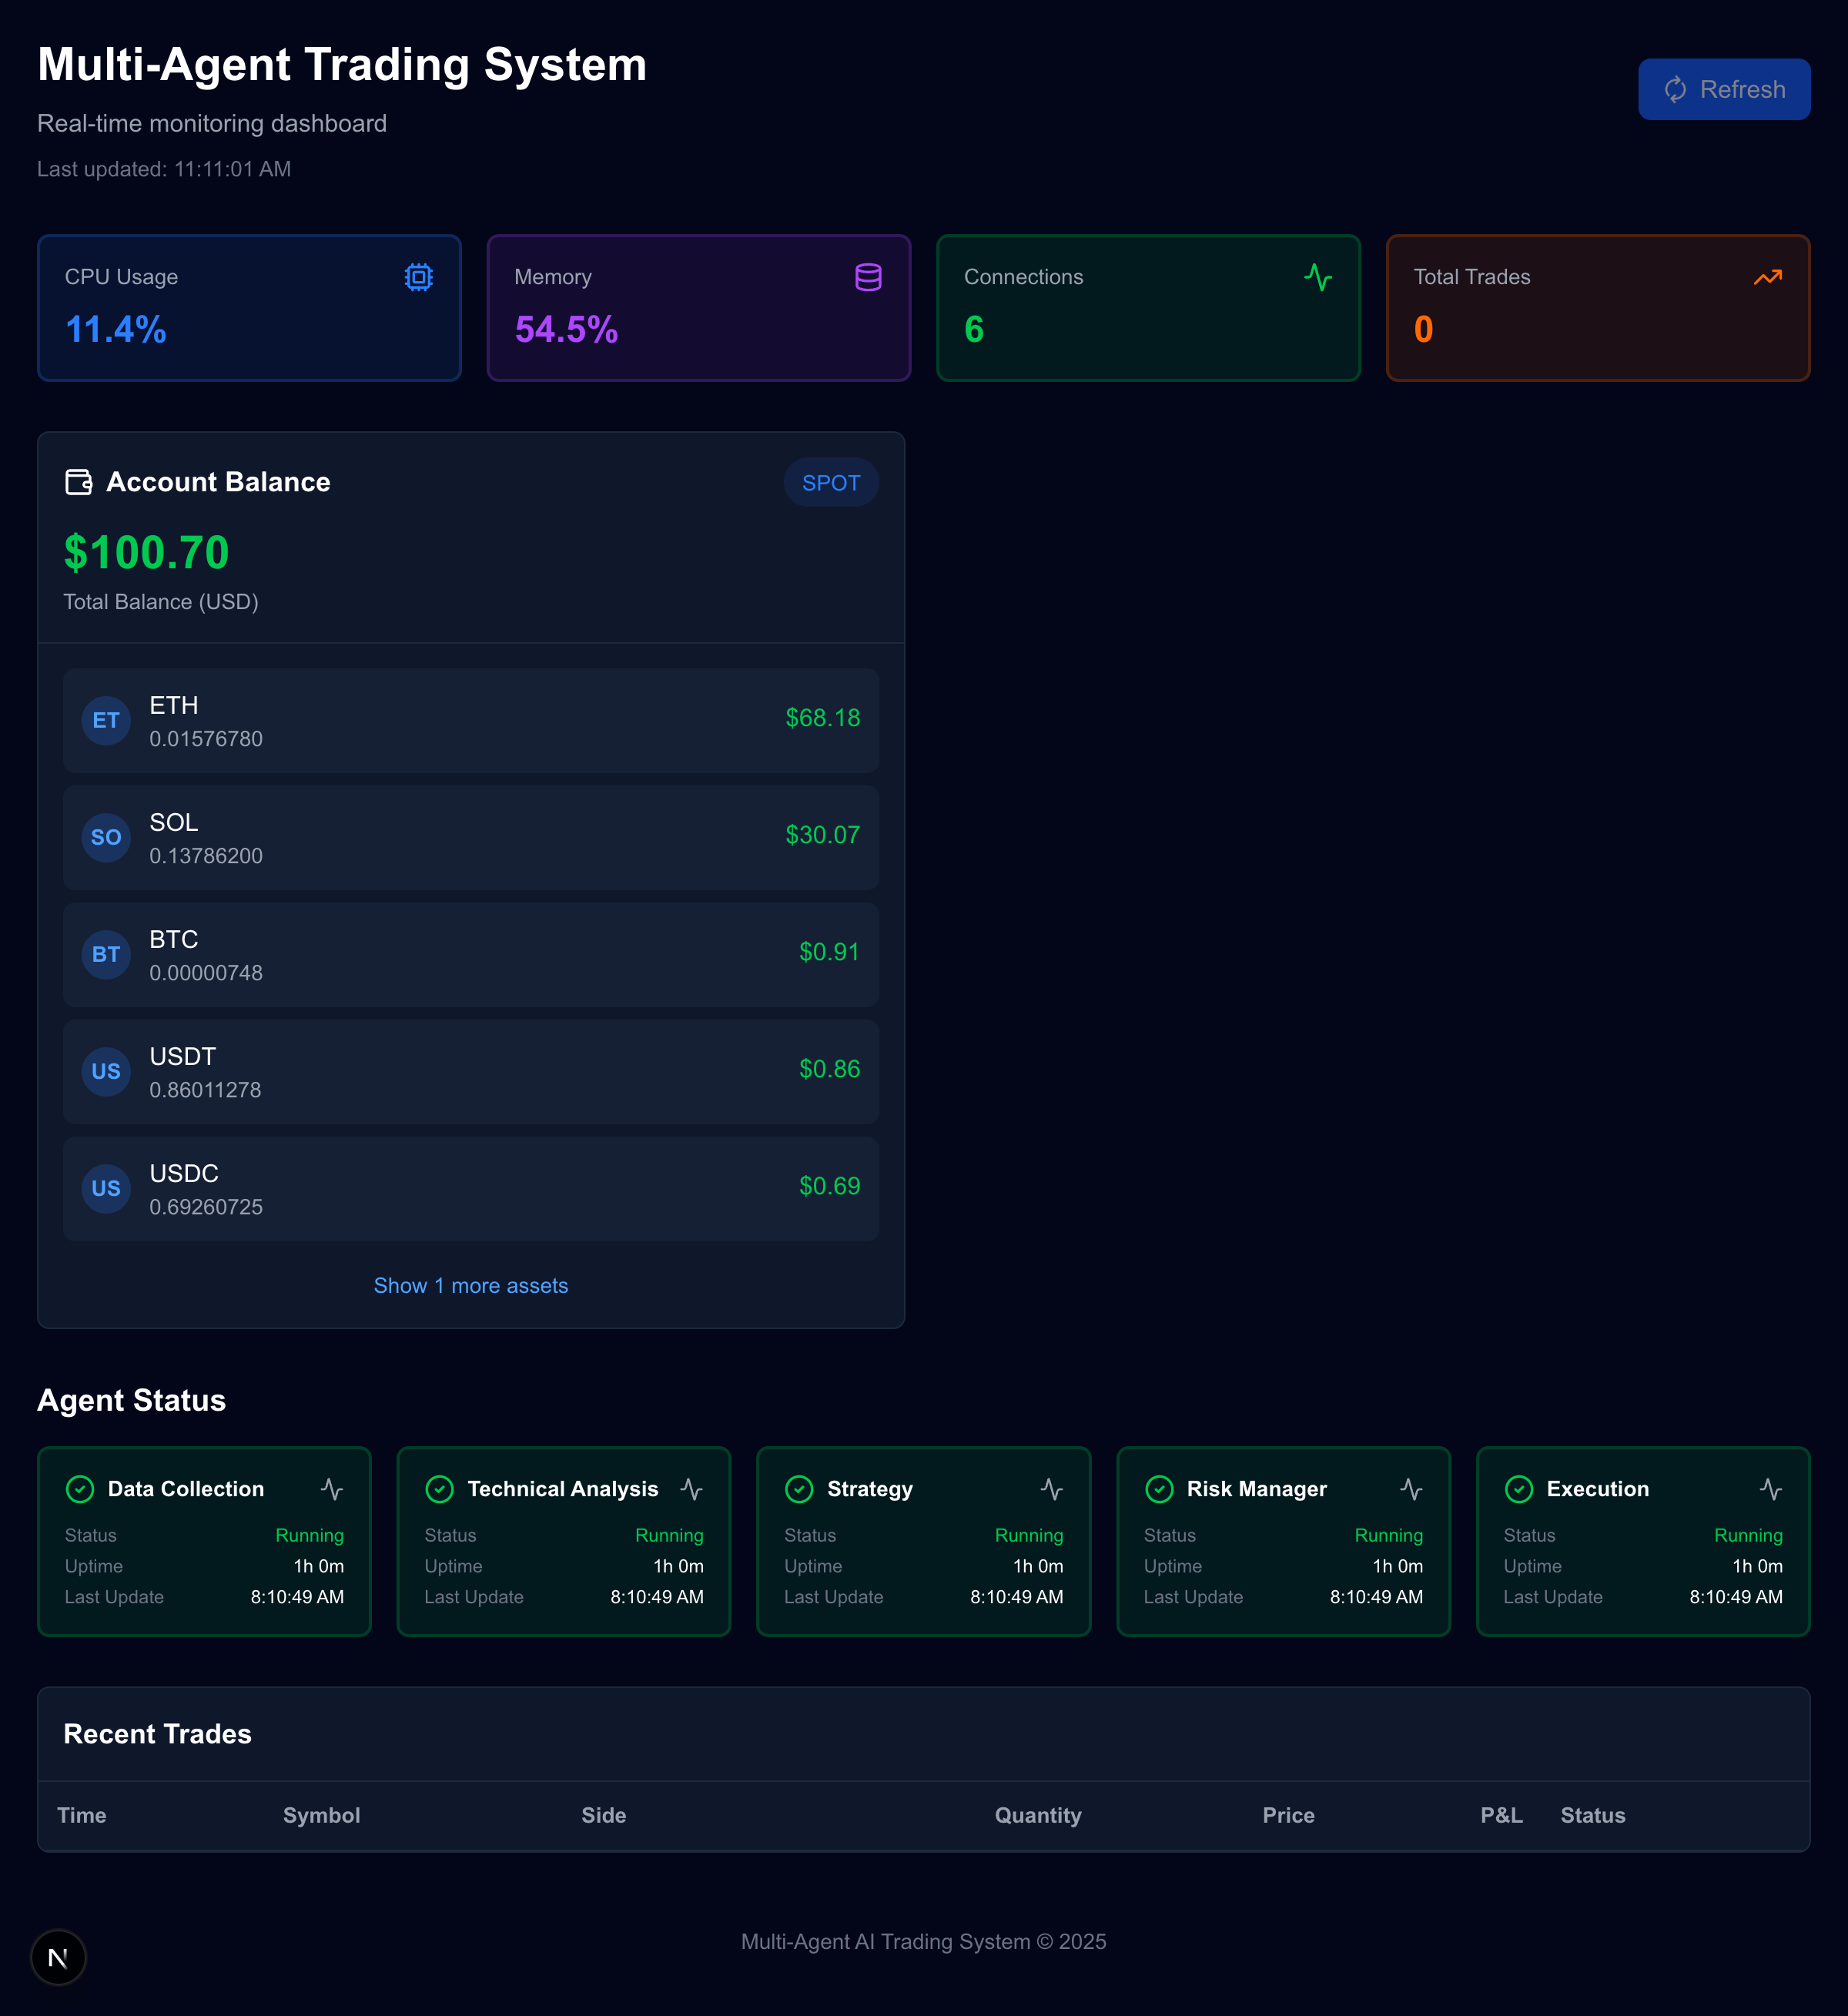 Multi-Agent Trading System
Real-time monitoring dashboard
Last updated: 11:11:01 AM
Refresh
CPU Usage
11.4%
Memory
54.5%
Connections
6
Total Trades
0
Account Balance
SPOT
$100.70
Total Balance (USD)
ET
ETH
0.01576780
$68.18
SO
SOL
0.13786200
$30.07
BT
BTC
0.00000748
$0.91
US
USDT
0.86011278
$0.86
US
USDC
0.69260725
$0.69
Show 1 more assets
Agent Status
Data Collection
Status Running
Uptime 1h 0m
Last Update 8:10:49 AM
Technical Analysis
Status Running
Uptime 1h 0m
Last Update 8:10:49 AM
Strategy
Status Running
Uptime 1h 0m
Last Update 8:10:49 AM
Risk Manager
Status Running
Uptime 1h 0m
Last Update 8:10:49 AM
Execution
Status Running
Uptime 1h 0m
Last Update 8:10:49 AM
Recent Trades
Time Symbol Side Quantity Price P&L Status
Multi-Agent AI Trading System © 2025
N